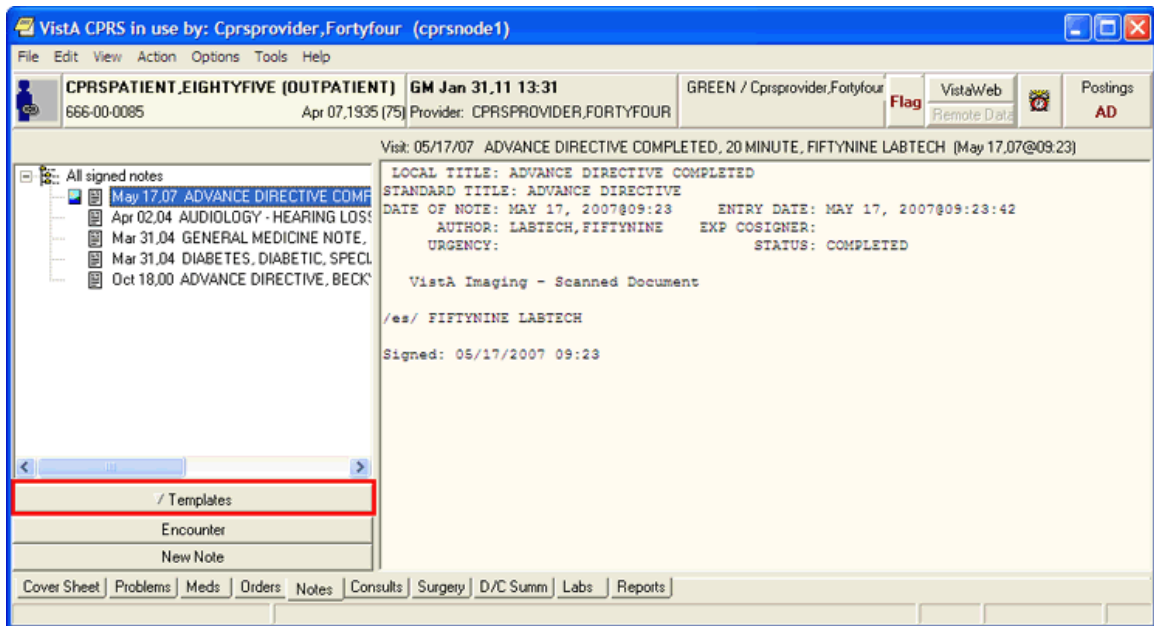 VistA CPRS in use by: Cprsprovider,Fortyfour (cprsnode1)
File Edit View Action Options Tools Help
CPRSPATIENT,EIGHTYFIVE (OUTPATIENT)
666-00-0085 Apr 07,1935 (75)
GM Jan 31,11 13:31
Provider: CPRSPROVIDER,FORTYFOUR
GREEN / Cprsprovider,Fortyfour
Flag
VistaWeb
Remote Data
Postings
AD
Visit: 05/17/07 ADVANCE DIRECTIVE COMPLETED, 20 MINUTE, FIFTYNINE LABTECH (May 17,07@09:23)
All signed notes
May 17,07 ADVANCE DIRECTIVE COMF
Apr 02,04 AUDIOLOGY - HEARING LOSS
Mar 31,04 GENERAL MEDICINE NOTE,
Mar 31,04 DIABETES, DIABETIC, SPECI
Oct 18,00 ADVANCE DIRECTIVE, BECK
LOCAL TITLE: ADVANCE DIRECTIVE COMPLETED
STANDARD TITLE: ADVANCE DIRECTIVE
DATE OF NOTE: MAY 17, 2007@09:23 ENTRY DATE: MAY 17, 2007@09:23:42
AUTHOR: LABTECH,FIFTYNINE EXP COSIGNER:
URGENCY: STATUS: COMPLETED
VistA Imaging - Scanned Document
/es/ FIFTYNINE LABTECH
Signed: 05/17/2007 09:23
/ Templates
Encounter
New Note
Cover Sheet Problems Meds Orders Notes Consults Surgery D/C Summ Labs Reports